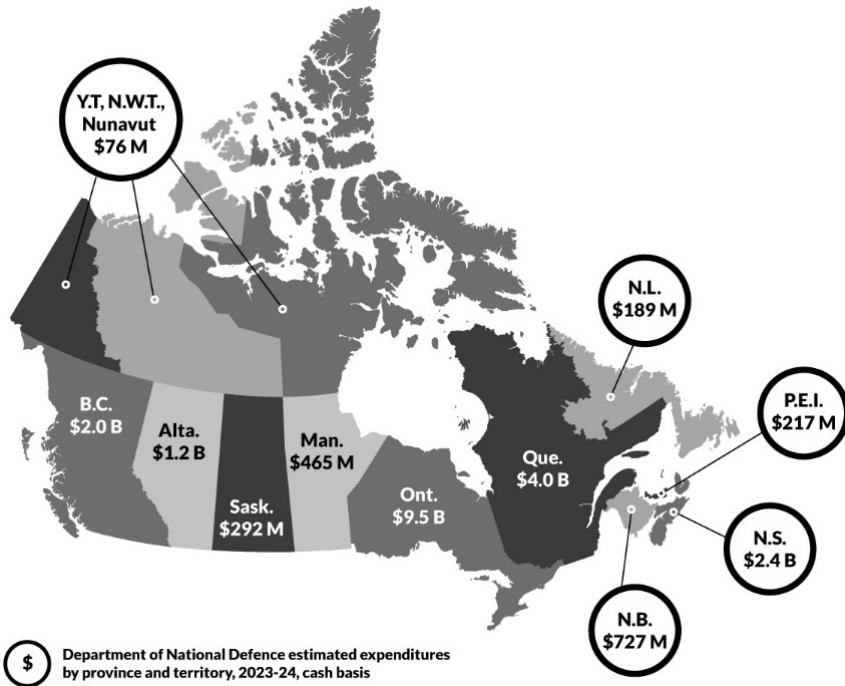 Y.T, N.W.T.,
Nunavut
$76 M
N.L.
$189 M
P.E.I.
$217 M
B.C.
$2.0 B
Alta.
$1.2 B
Man.
$465 M
Sask.
$292 M
Ont.
$9.5 B
Que.
$4.0 B
N.S.
$2.4 B
N.B.
$727 M
$
Department of National Defence estimated expenditures
by province and territory, 2023-24, cash basis